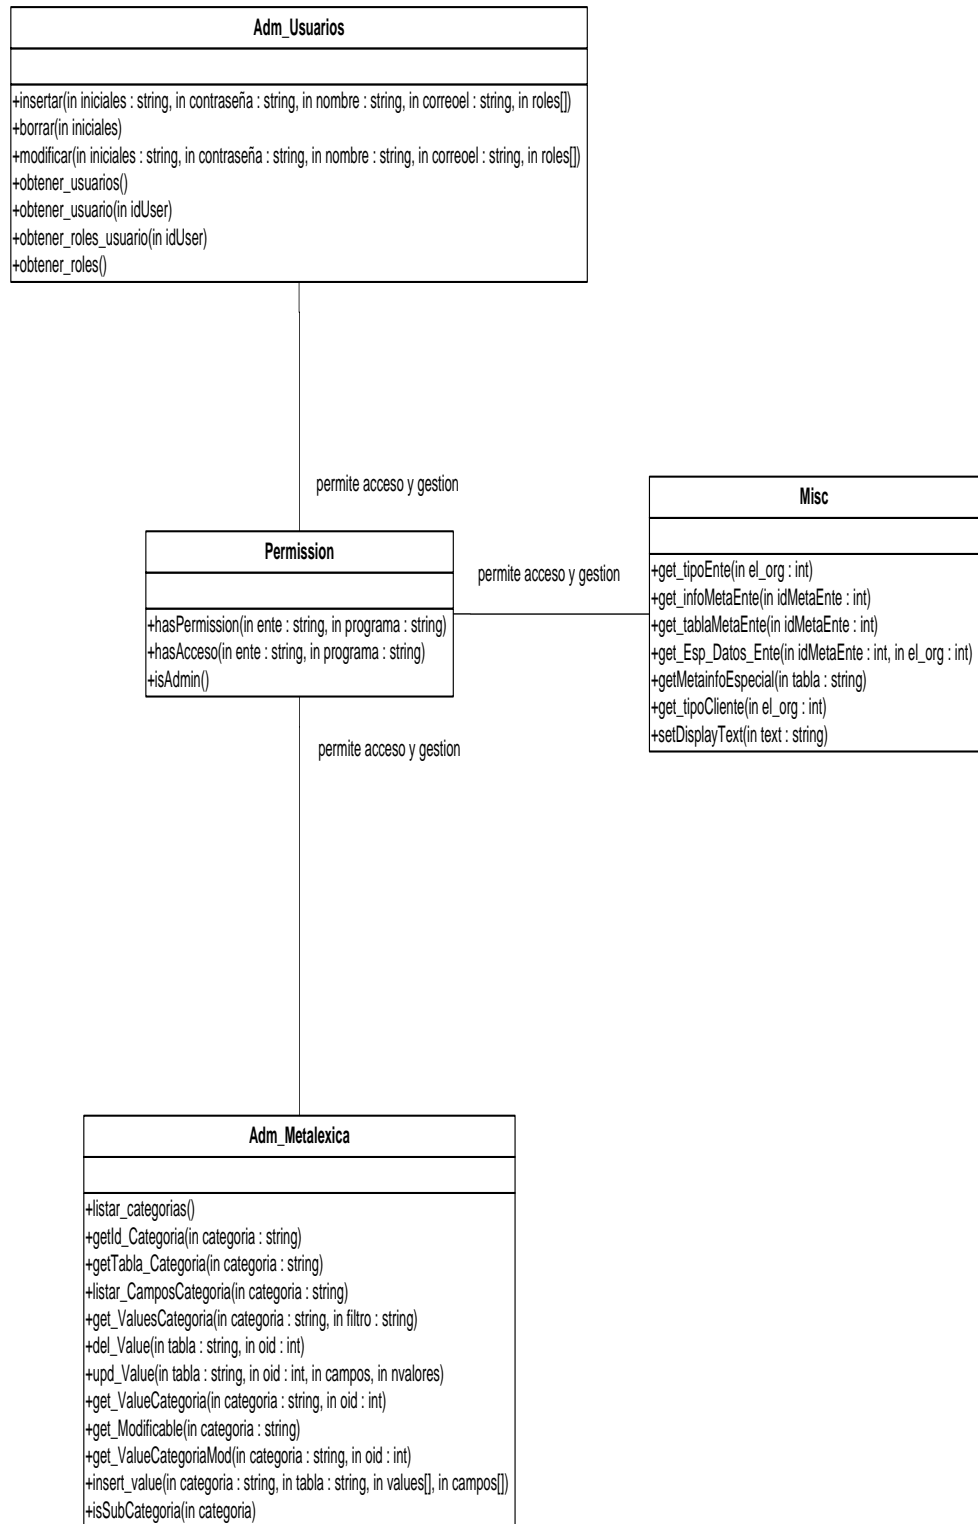 Adm_Usuarios
+insertar(in iniciales : string, in contraseña : string, in nombre : string, in correoel : string, in roles[])
+borrar(in iniciales)
+modificar(in iniciales : string, in contraseña : string, in nombre : string, in correoel : string, in roles[])
+obtener_usuarios()
+obtener_usuario(in idUser)
+obtener_roles_usuario(in idUser)
+obtener_roles()
permite acceso y gestion
Permission
+hasPermission(in ente : string, in programa : string)
+hasAcceso(in ente : string, in programa : string)
+isAdmin()
permite acceso y gestion
Misc
+get_tipoEnte(in el_org : int)
+get_infoMetaEnte(in idMetaEnte : int)
+get_tablaMetaEnte(in idMetaEnte : int)
+get_Esp_Datos_Ente(in idMetaEnte : int, in el_org : int)
+getMetainfoEspecial(in tabla : string)
+get_tipoCliente(in el_org : int)
+setDisplayText(in text : string)
permite acceso y gestion
Adm_Metalexica
+listar_categorias()
+getId_Categoria(in categoria : string)
+getTabla_Categoria(in categoria : string)
+listar_CamposCategoria(in categoria : string)
+get_ValuesCategoria(in categoria : string, in filtro : string)
+del_Value(in tabla : string, in oid : int)
+upd_Value(in tabla : string, in oid : int, in campos, in nvalores)
+get_ValueCategoria(in categoria : string, in oid : int)
+get_Modificable(in categoria : string)
+get_ValueCategoriaMod(in categoria : string, in oid : int)
+insert_value(in categoria : string, in tabla : string, in values[], in campos[])
+isSubCategoria(in categoria)